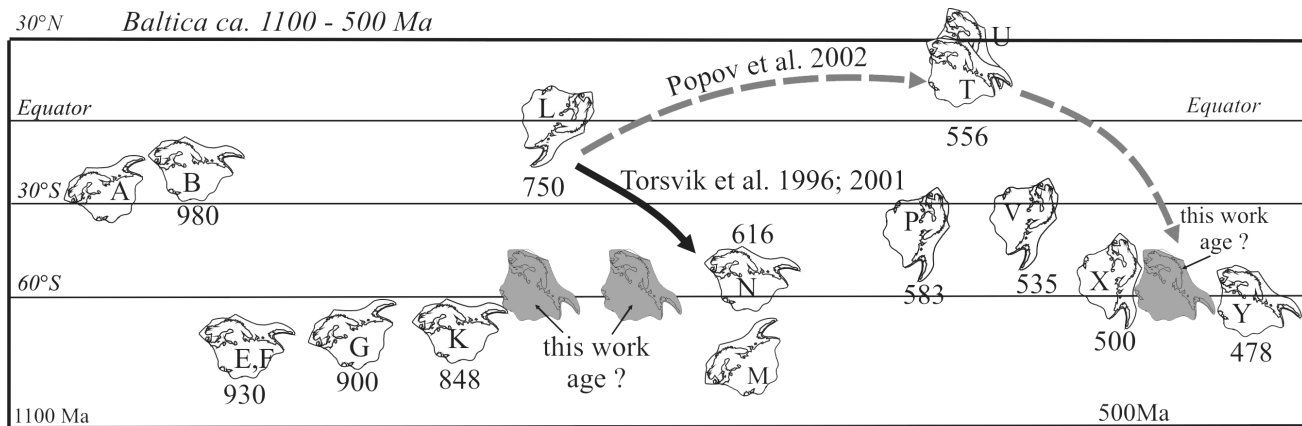 30°N
Baltica ca. 1100 - 500 Ma
U
Popov et al. 2002
T
L
Equator
Equator
556
A
B
30°S
980
750
Torsvik et al. 1996; 2001
P
V
this work
age ?
616
N
583
535
X
60°S
Y
E,F
G
K
this work
age ?
M
500
478
930
900
848
1100 Ma
500Ma